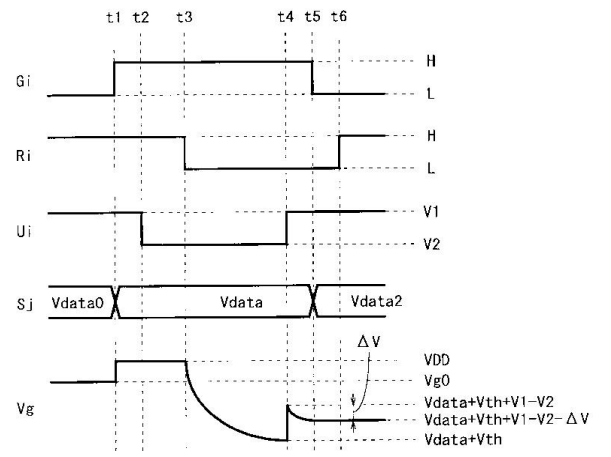 t1 t2 t3 t4 t5 t6
Gi
H
L
Ri
H
L
Ui
V1
V2
Sj
Vdata0
Vdata
Vdata2
ΔV
Vg
VDD
Vg0
Vdata+Vth+V1-V2
Vdata+Vth+V1-V2-ΔV
Vdata+Vth